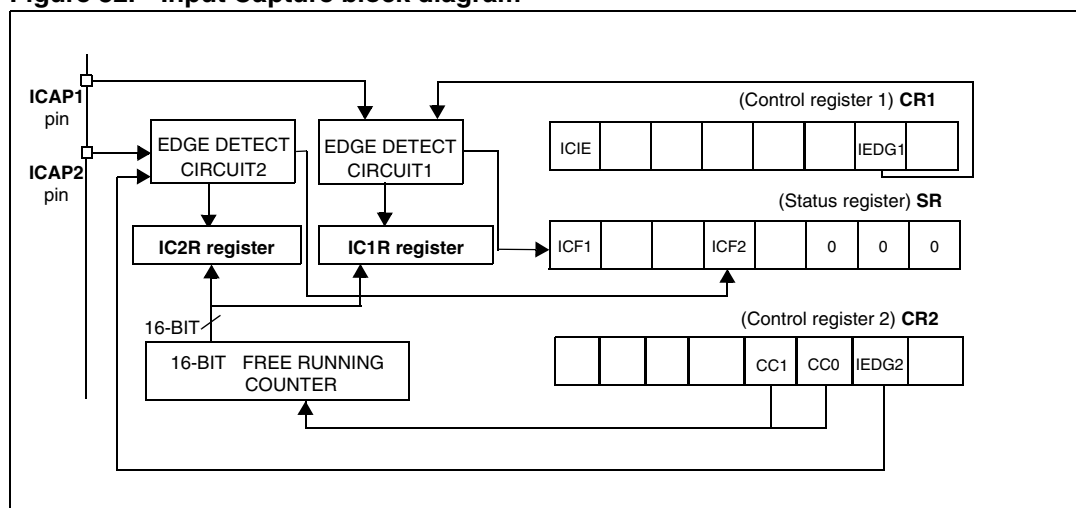 Figure 52. Input Capture block diagram
ICAP1
pin
ICAP2
pin
EDGE DETECT
CIRCUIT2
EDGE DETECT
CIRCUIT1
IC2R register
IC1R register
16-BIT
16-BIT FREE RUNNING
COUNTER
(Control register 1) CR1
ICIE IEDG1
(Status register) SR
ICF1 ICF2 0 0 0
(Control register 2) CR2
CC1 CC0 IEDG2